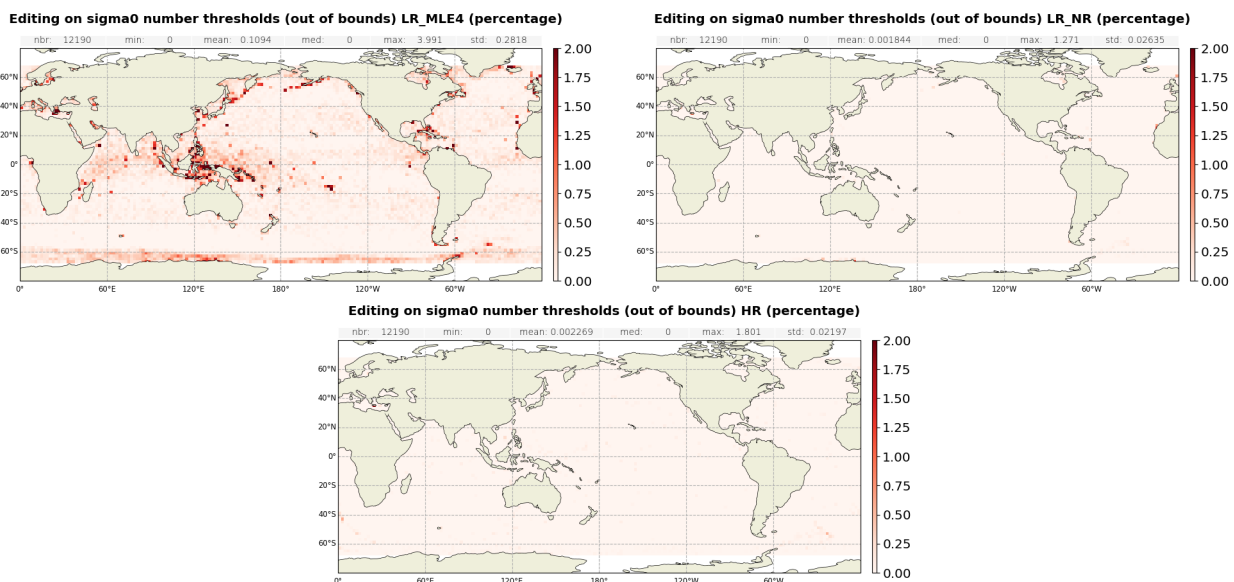 Editing on sigma0 number thresholds (out of bounds) LR_MLE4 (percentage)
nbr: 12190 min: 0 mean: 0.1094 med: 0 max: 3.991 std: 0.2818
60°N
40°N
20°N
0°
20°S
40°S
60°S
0° 60°E 120°E 180° 120°W 60°W
2.00
1.75
1.50
1.25
1.00
0.75
0.50
0.25
0.00
Editing on sigma0 number thresholds (out of bounds) LR_NR (percentage)
nbr: 12190 min: 0 mean: 0.001844 med: 0 max: 1.271 std: 0.02635
60°N
40°N
20°N
0°
20°S
40°S
60°S
0° 60°E 120°E 180° 120°W 60°W
2.00
1.75
1.50
1.25
1.00
0.75
0.50
0.25
0.00
Editing on sigma0 number thresholds (out of bounds) HR (percentage)
nbr: 12190 min: 0 mean: 0.002269 med: 0 max: 1.801 std: 0.02197
60°N
40°N
20°N
0°
20°S
40°S
60°S
0° 60°E 120°E 180° 120°W 60°W
2.00
1.75
1.50
1.25
1.00
0.75
0.50
0.25
0.00